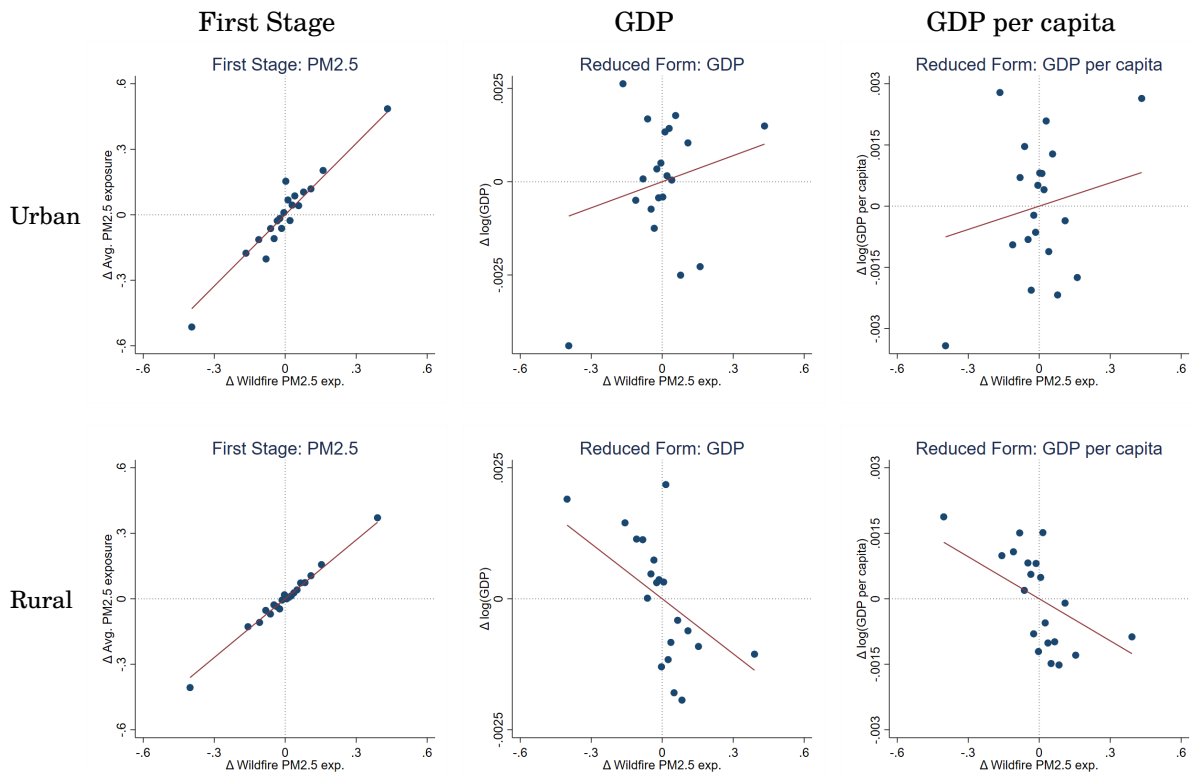 First Stage
GDP
GDP per capita
Urban
First Stage: PM2.5
Δ Avg. PM2.5 exposure
.6
.3
0
-.3
-.6
-.6
-.3
0
.3
.6
Δ Wildfire PM2.5 exp.
Reduced Form: GDP
Δ log(GDP)
.0025
0
-.0025
-.6
-.3
0
.3
.6
Δ Wildfire PM2.5 exp.
Reduced Form: GDP per capita
Δ log(GDP per capita)
.003
.0015
0
-.0015
-.003
-.6
-.3
0
.3
.6
Δ Wildfire PM2.5 exp.
Rural
First Stage: PM2.5
Δ Avg. PM2.5 exposure
.6
.3
0
-.3
-.6
-.6
-.3
0
.3
.6
Δ Wildfire PM2.5 exp.
Reduced Form: GDP
Δ log(GDP)
.0025
0
-.0025
-.6
-.3
0
.3
.6
Δ Wildfire PM2.5 exp.
Reduced Form: GDP per capita
Δ log(GDP per capita)
.003
.0015
0
-.0015
-.003
-.6
-.3
0
.3
.6
Δ Wildfire PM2.5 exp.